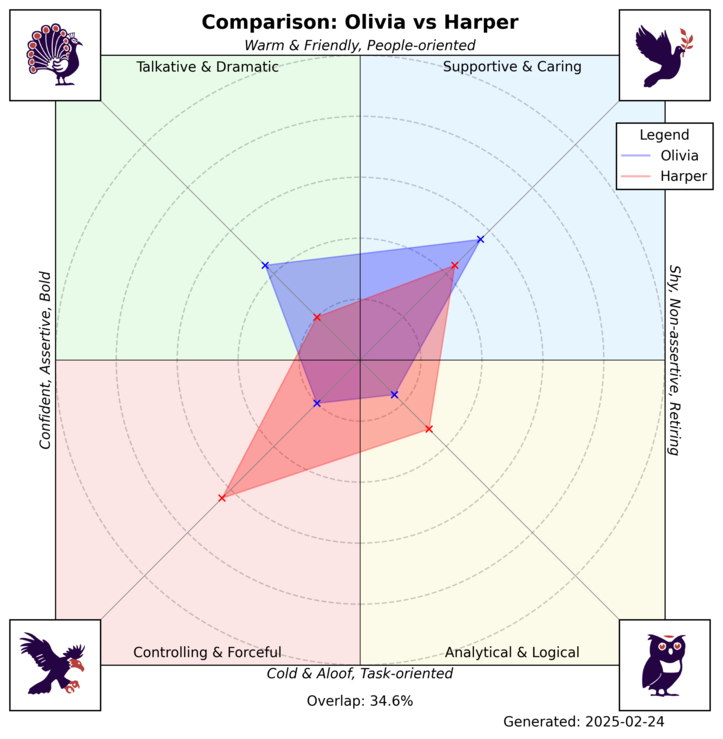 Comparison: Olivia vs Harper
Warm & Friendly, People-oriented
Talkative & Dramatic
Supportive & Caring
Legend
Olivia
Harper
Confident, Assertive, Bold
Shy, Non-assertive, Retiring
Controlling & Forceful
Analytical & Logical
Cold & Aloof, Task-oriented
Overlap: 34.6%
Generated: 2025-02-24